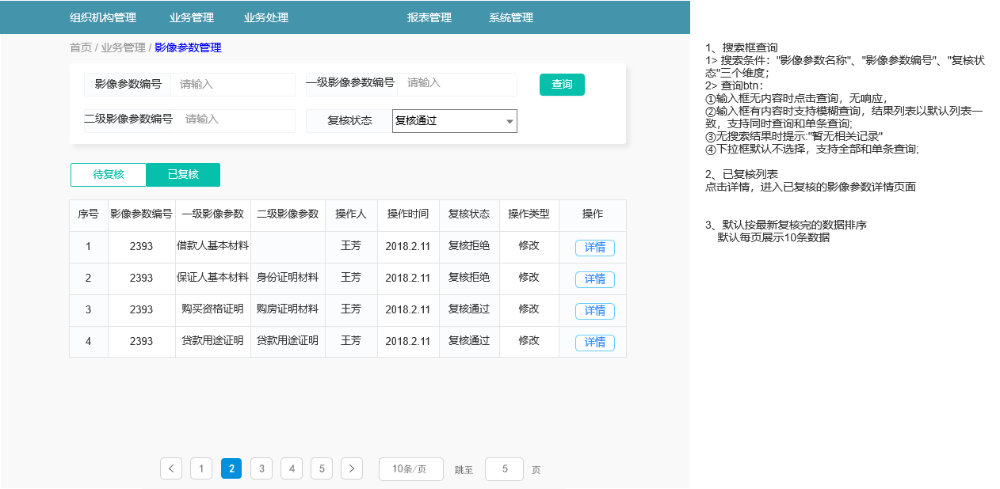 组织机构管理 业务管理 业务处理 报表管理 系统管理
首页 / 业务管理 / 影像参数管理
影像参数编号 请输入 一级影像参数编号 请输入 查询
二级影像参数编号 请输入 复核状态 复核通过
待复核 已复核
序号 影像参数编号 一级影像参数 二级影像参数 操作人 操作时间 复核状态 操作类型 操作
1 2393 借款人基本材料 王芳 2018.2.11 复核拒绝 修改 详情
2 2393 保证人基本材料 身份证明材料 王芳 2018.2.11 复核拒绝 修改 详情
3 2393 购买资格证明 购房证明材料 王芳 2018.2.11 复核通过 修改 详情
4 2393 贷款用途证明 贷款用途证明 王芳 2018.2.11 复核通过 修改 详情
1 2 3 4 5 10条/页 跳至 5 页
1、搜索框查询
1> 搜索条件："影像参数名称"、"影像参数编号"、"复核状
态"三个维度；
2> 查询btn：
①输入框无内容时点击查询，无响应，
②输入框有内容时支持模糊查询，结果列表以默认列表一
致，支持同时查询和单条查询;
③无搜索结果时提示:"暂无相关记录"
④下拉框默认不选择，支持全部和单条查询;
2、已复核列表
点击详情，进入已复核的影像参数详情页面
3、默认按最新复核完的数据排序
默认每页展示10条数据